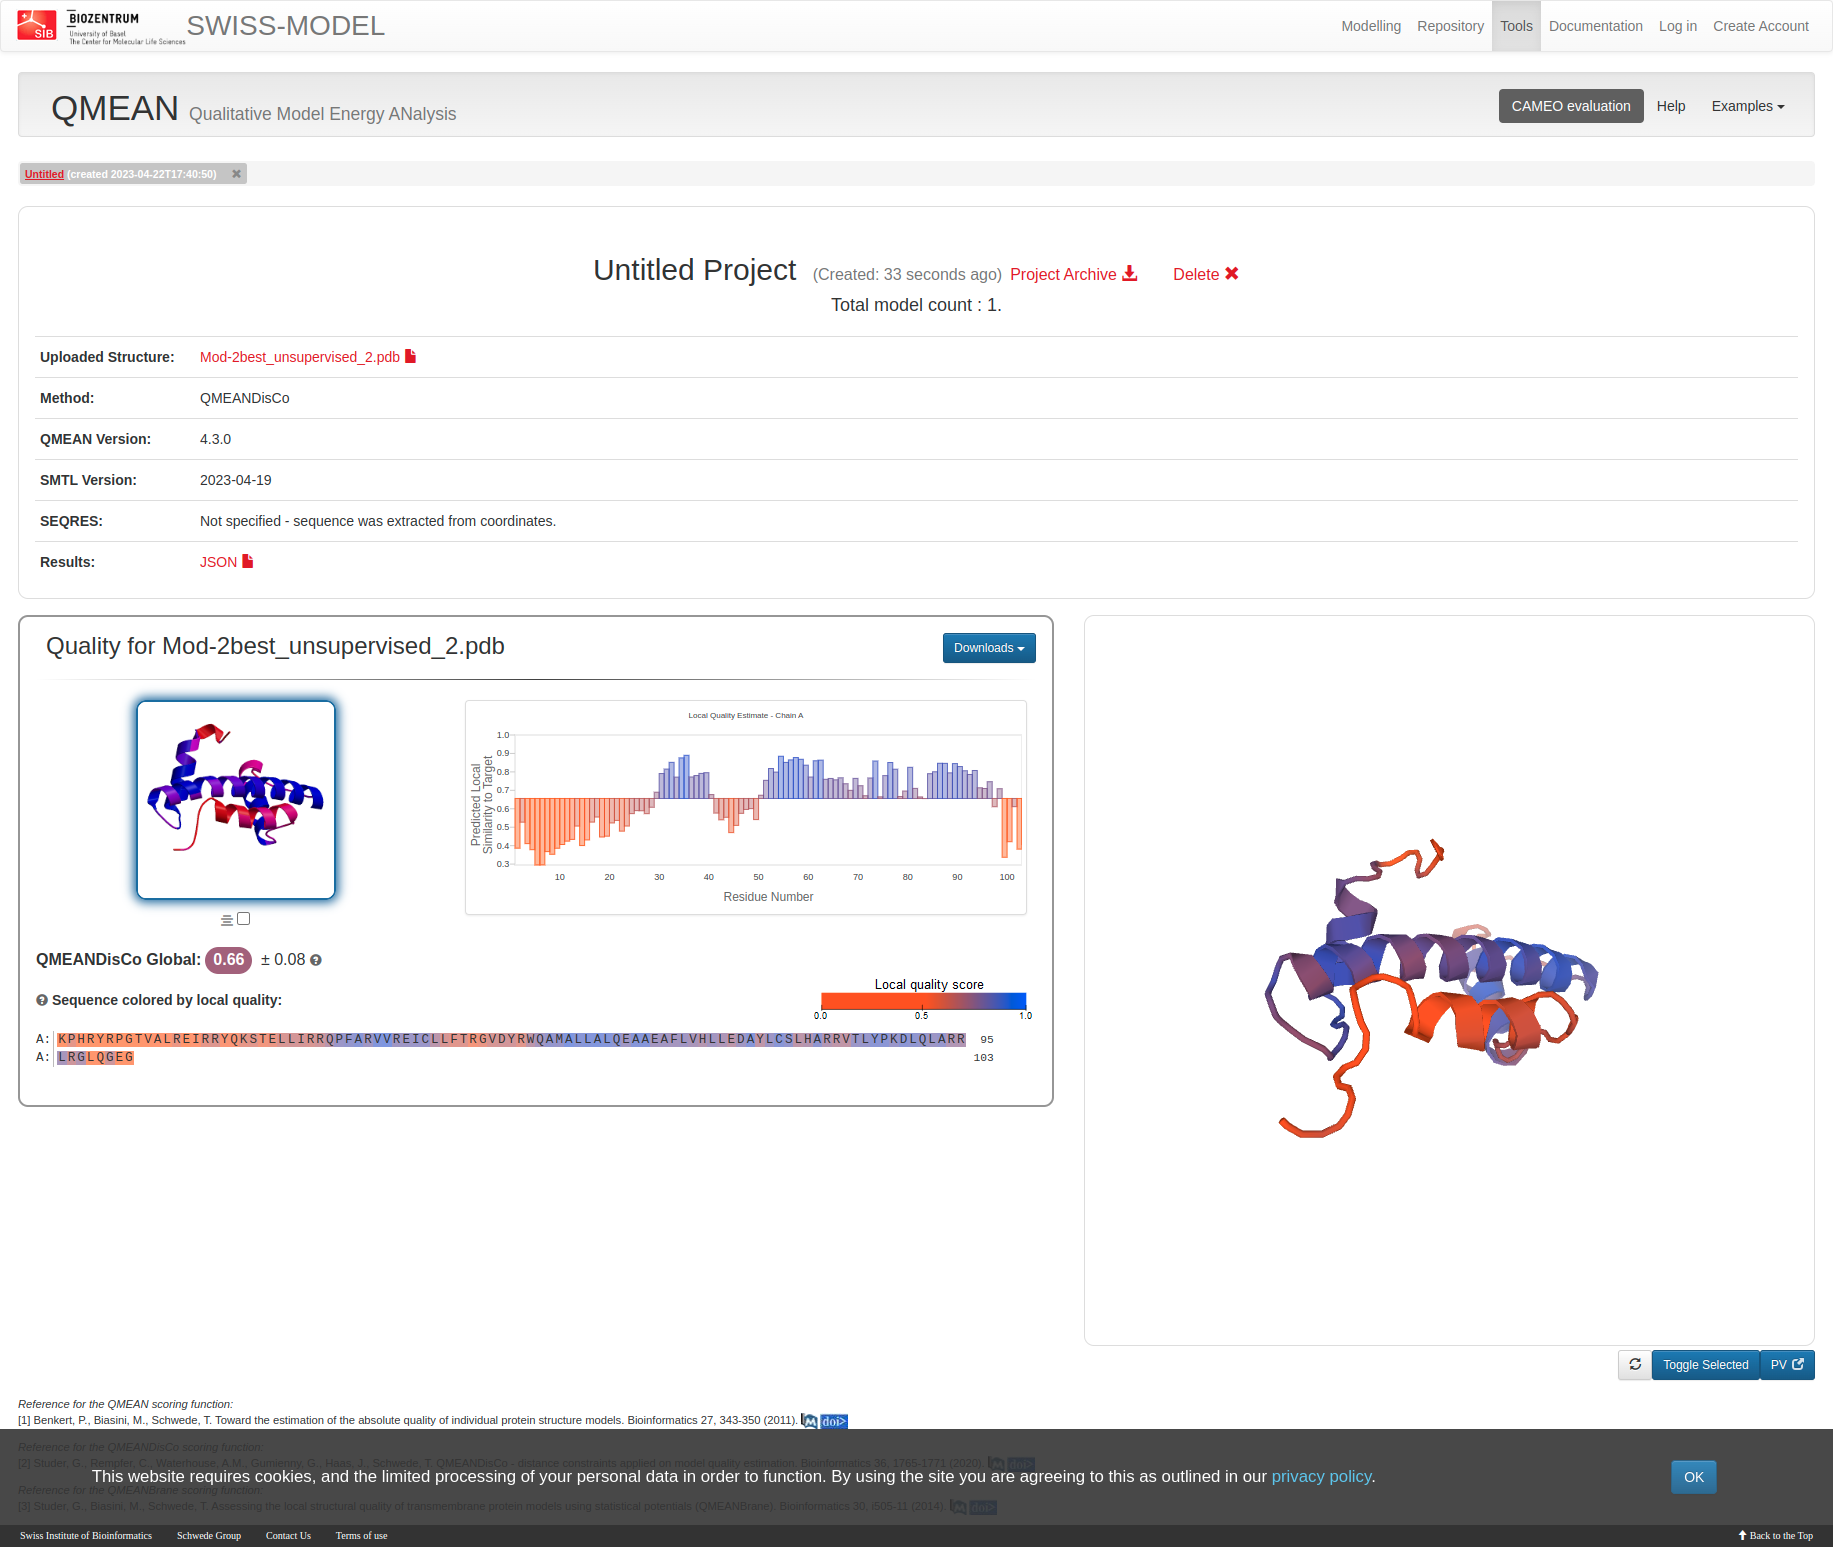 SIB
BIOZENTRUM
University of Basel
The Center for Molecular Life Sciences
SWISS-MODEL
Modelling Repository Tools Documentation Log in Create Account
QMEAN Qualitative Model Energy ANalysis
CAMEO evaluation Help Examples
Untitled (created 2023-04-22T17:40:50)
Untitled Project (Created: 33 seconds ago) Project Archive Delete
Total model count : 1.
Uploaded Structure: Mod-2best_unsupervised_2.pdb
Method: QMEANDisCo
QMEAN Version: 4.3.0
SMTL Version: 2023-04-19
SEQRES: Not specified - sequence was extracted from coordinates.
Results: JSON
Quality for Mod-2best_unsupervised_2.pdb
Downloads
Local Quality Estimate - Chain A
Predicted Local
Similarity to Target
1.0
0.9
0.8
0.7
0.6
0.5
0.4
0.3
10 20 30 40 50 60 70 80 90 100
Residue Number
QMEANDisCo Global: 0.66 ± 0.08
Sequence colored by local quality:
Local quality score
0.0 0.5 1.0
A: KPHRYRPGTVALREIRRYQKSTELLIRRQPFARVVREICLLFTRGVDYRWQAMALLALQEAAEAFLVHLLEDAYLCSLHARRVTLYPKDLQLARR 95
A: LRGLQGEG 103
Toggle Selected
PV
Reference for the QMEAN scoring function:
[1] Benkert, P., Biasini, M., Schwede, T. Toward the estimation of the absolute quality of individual protein structure models. Bioinformatics 27, 343-350 (2011). doi>
Reference for the QMEANDisCo scoring function:
[2] Studer, G., Rempfer, C., Waterhouse, A.M., Gumienny, G., Haas, J., Schwede, T. QMEANDisCo - distance constraints applied on model quality estimation. Bioinformatics 36, 1765-1771 (2020). doi>
This website requires cookies, and the limited processing of your personal data in order to function. By using the site you are agreeing to this as outlined in our privacy policy.
OK
Reference for the QMEANBrane scoring function:
[3] Studer, G., Biasini, M., Schwede, T. Assessing the local structural quality of transmembrane protein models using statistical potentials (QMEANBrane). Bioinformatics 30, i505-11 (2014). doi>
Swiss Institute of Bioinformatics Schwede Group Contact Us Terms of use Back to the Top